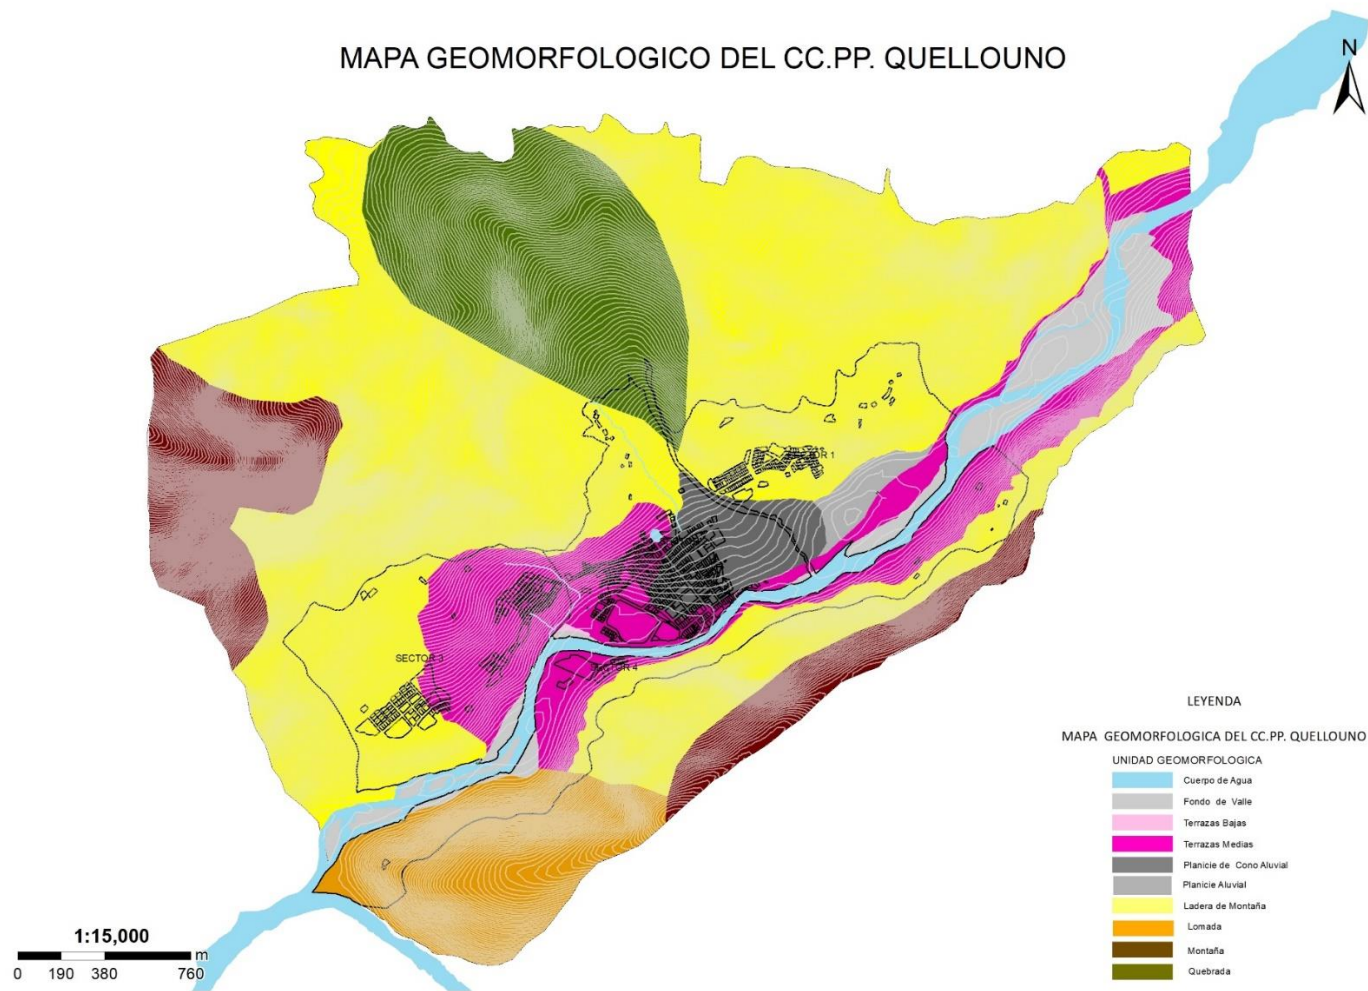 MAPA GEOMORFOLOGICO DEL CC.PP. QUELLOUNO
N
SECTOR 3
SECTOR 4
LEYENDA
MAPA GEOMORFOLOGICA DEL CC.PP. QUELLOUNO
UNIDAD GEOMORFOLOGICA
Cuerpo de Agua
Fondo de Valle
Terrazas Bajas
Terrazas Medias
Planicie de Cono Aluvial
Planicie Aluvial
Ladera de Montaña
Lomada
Montaña
Quebrada
1:15,000
m
0 190 380 760